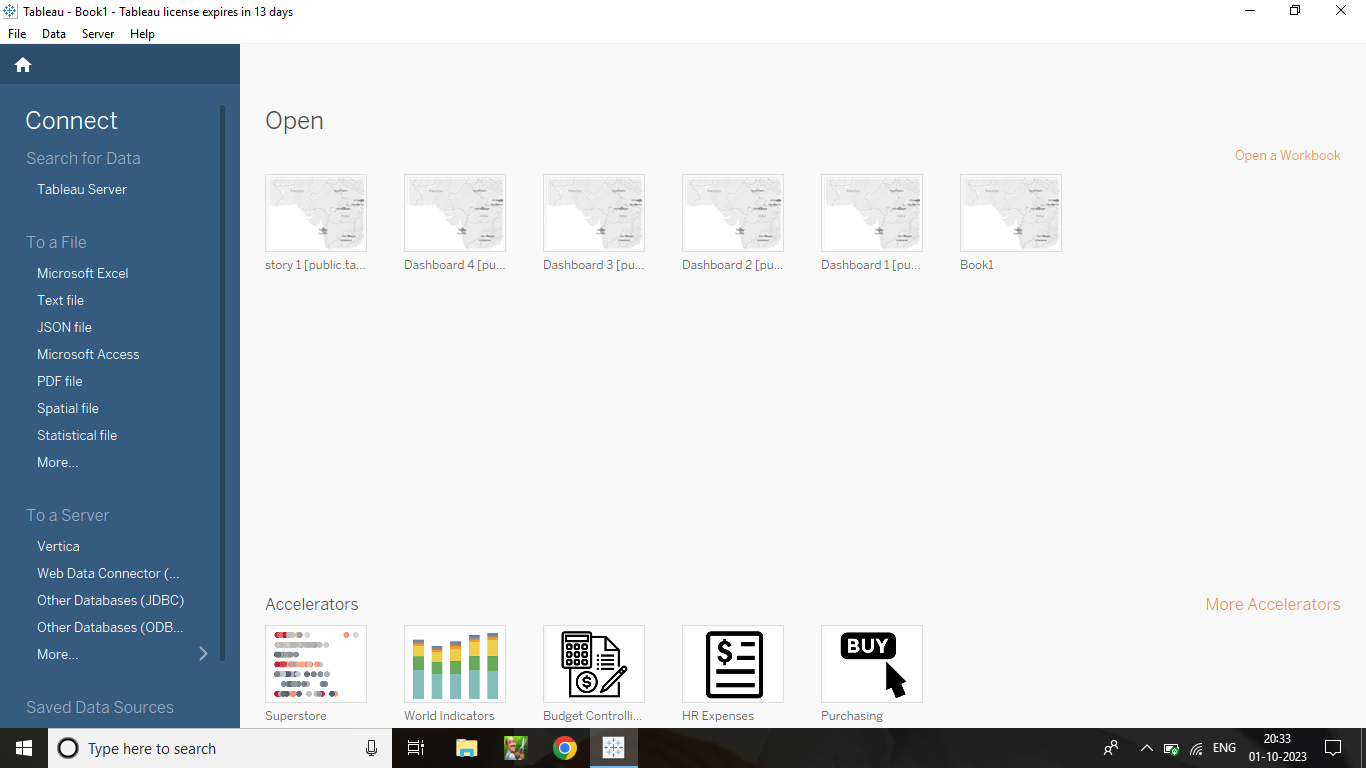 Tableau - Book1 - Tableau license expires in 13 days
File Data Server Help
Connect
Search for Data
Tableau Server
To a File
Microsoft Excel
Text file
JSON file
Microsoft Access
PDF file
Spatial file
Statistical file
More...
To a Server
Vertica
Web Data Connector (...
Other Databases (JDBC)
Other Databases (ODB...
More...
Saved Data Sources
Open
Open a Workbook
story 1 [public.ta... Dashboard 4 [pu... Dashboard 3 [pu... Dashboard 2 [pu... Dashboard 1 [pu... Book1
Accelerators
More Accelerators
BUY
Superstore World Indicators Budget Controlli... HR Expenses Purchasing
Type here to search
ENG
20:33
01-10-2023